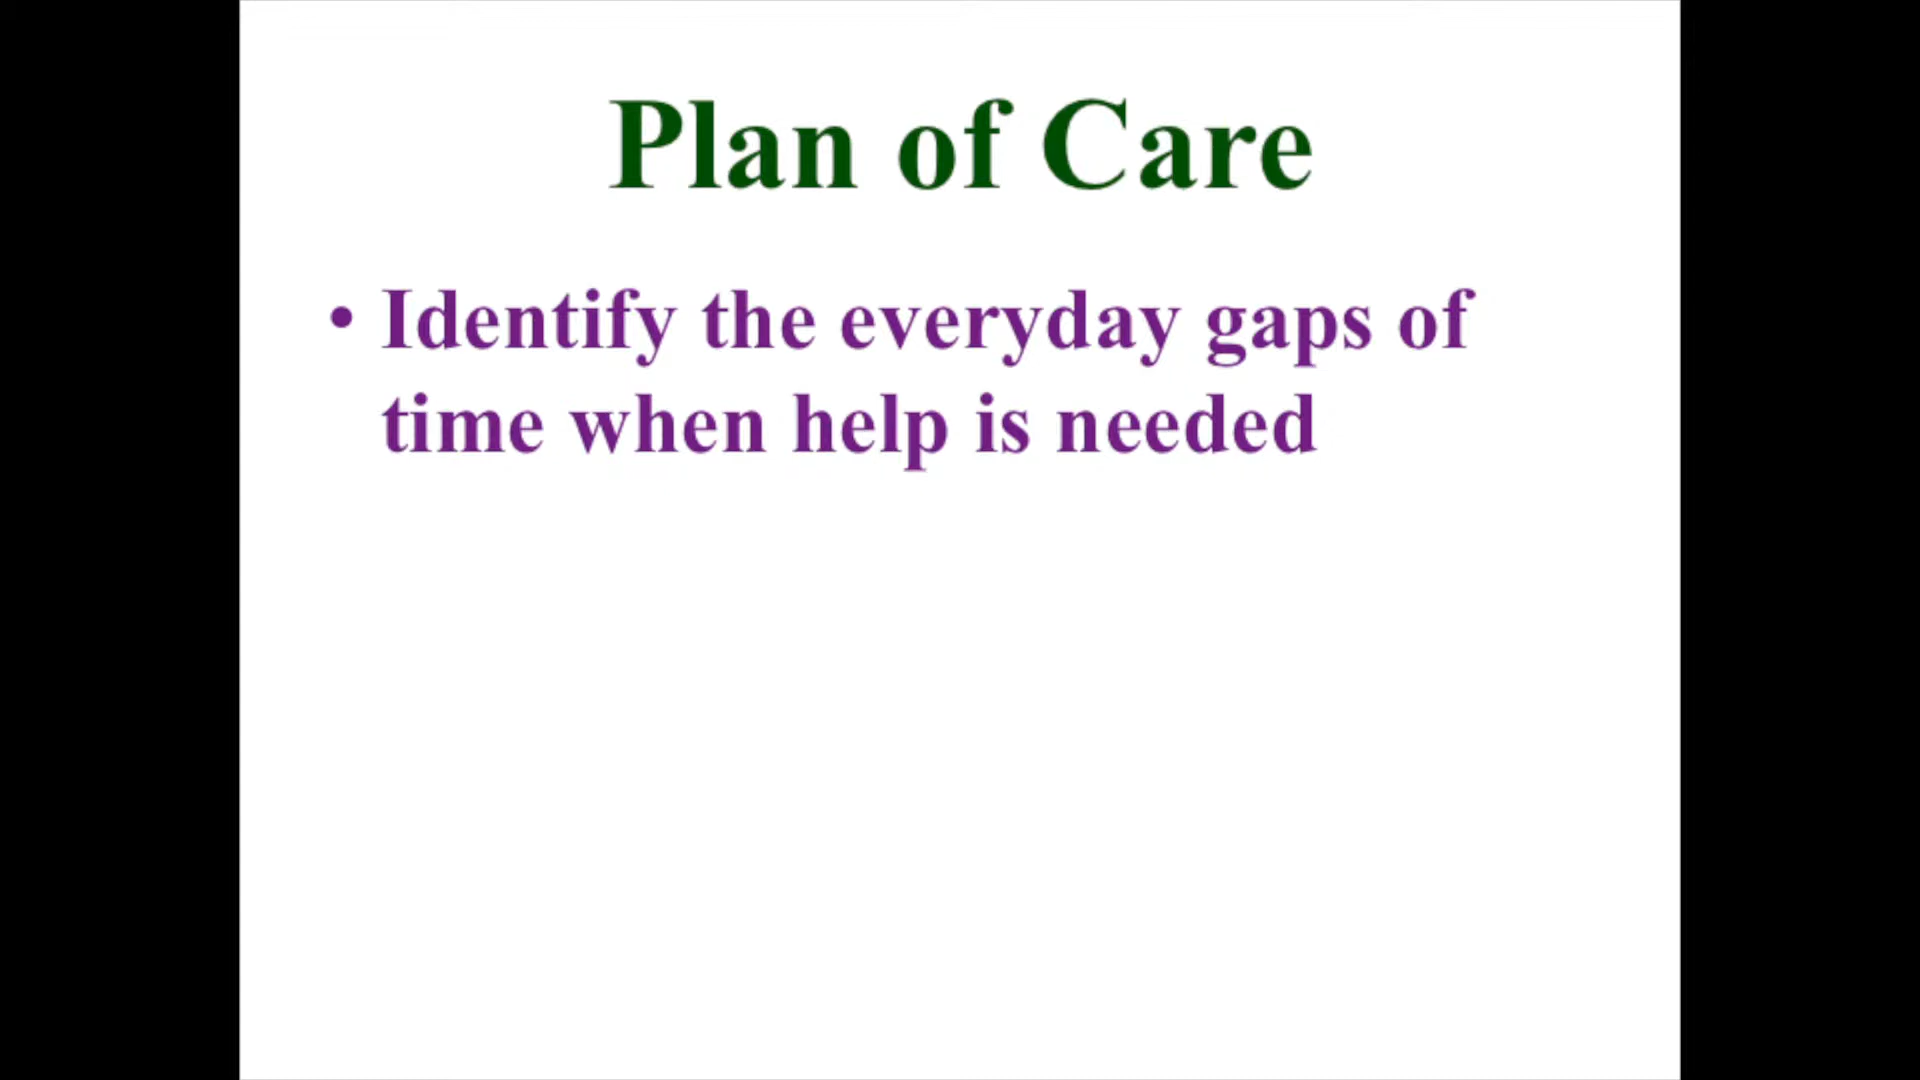 Plan of Care
• Identify the everyday gaps of
time when help is needed